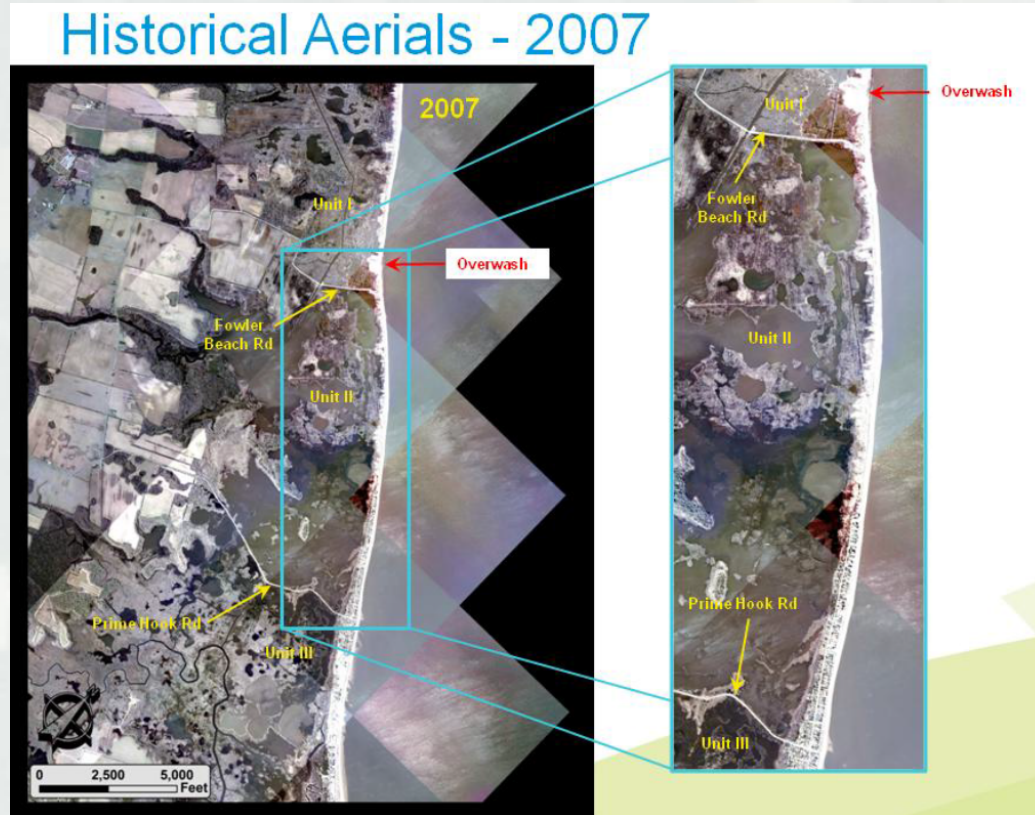 Historical Aerials - 2007
2007
Unit I
Overwash
Fowler
Beach Rd
Unit II
Prime Hook Rd
Unit III
0 2,500 5,000
Feet
Unit I
Overwash
Fowler
Beach Rd
Unit II
Prime Hook Rd
Unit III